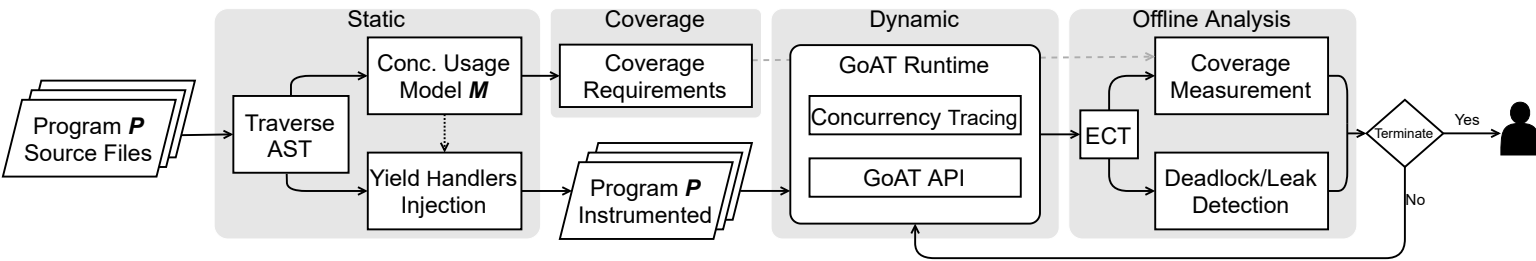 Static
Coverage
Dynamic
Offline Analysis
Program P
Source Files
Traverse
AST
Conc. Usage
Model M
Yield Handlers
Injection
Coverage
Requirements
Program P
Instrumented
GoAT Runtime
Concurrency Tracing
GoAT API
ECT
Coverage
Measurement
Deadlock/Leak
Detection
Terminate
Yes
No